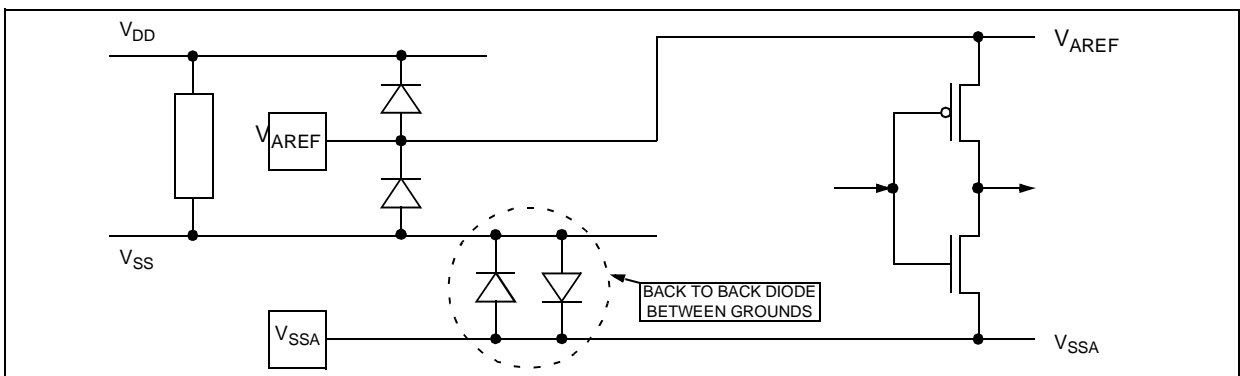 VDD
VAREF
VAREF
VSS
BACK TO BACK DIODE
BETWEEN GROUNDS
VSSA
VSSA